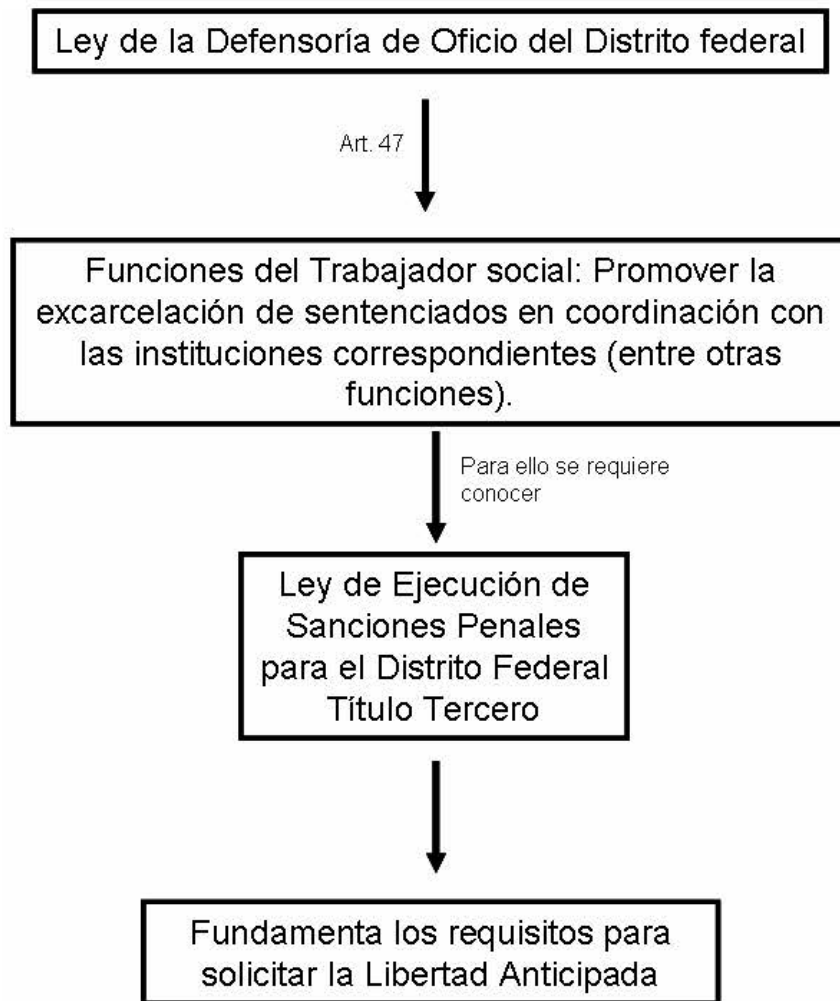 Ley de la Defensoría de Oficio del Distrito federal
Art. 47
Funciones del Trabajador social: Promover la
excarcelación de sentenciados en coordinación con
las instituciones correspondientes (entre otras
funciones).
Para ello se requiere
conocer
Ley de Ejecución de
Sanciones Penales
para el Distrito Federal
Título Tercero
Fundamenta los requisitos para
solicitar la Libertad Anticipada